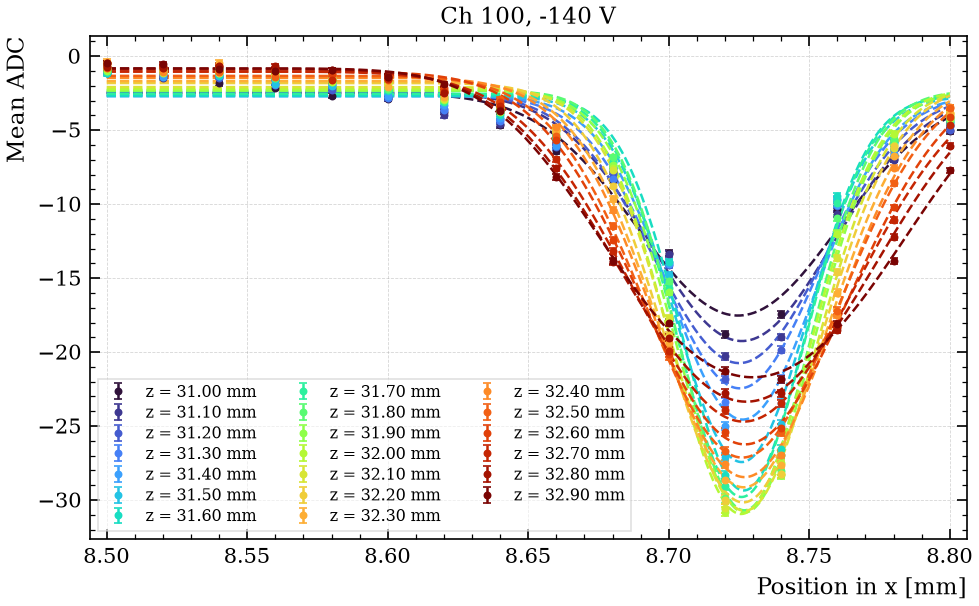 Ch 100, -140 V
Mean ADC
0
−5
−10
−15
−20
−25
−30
z = 31.00 mm
z = 31.10 mm
z = 31.20 mm
z = 31.30 mm
z = 31.40 mm
z = 31.50 mm
z = 31.60 mm
z = 31.70 mm
z = 31.80 mm
z = 31.90 mm
z = 32.00 mm
z = 32.10 mm
z = 32.20 mm
z = 32.30 mm
z = 32.40 mm
z = 32.50 mm
z = 32.60 mm
z = 32.70 mm
z = 32.80 mm
z = 32.90 mm
8.50 8.55 8.60 8.65 8.70 8.75 8.80
Position in x [mm]